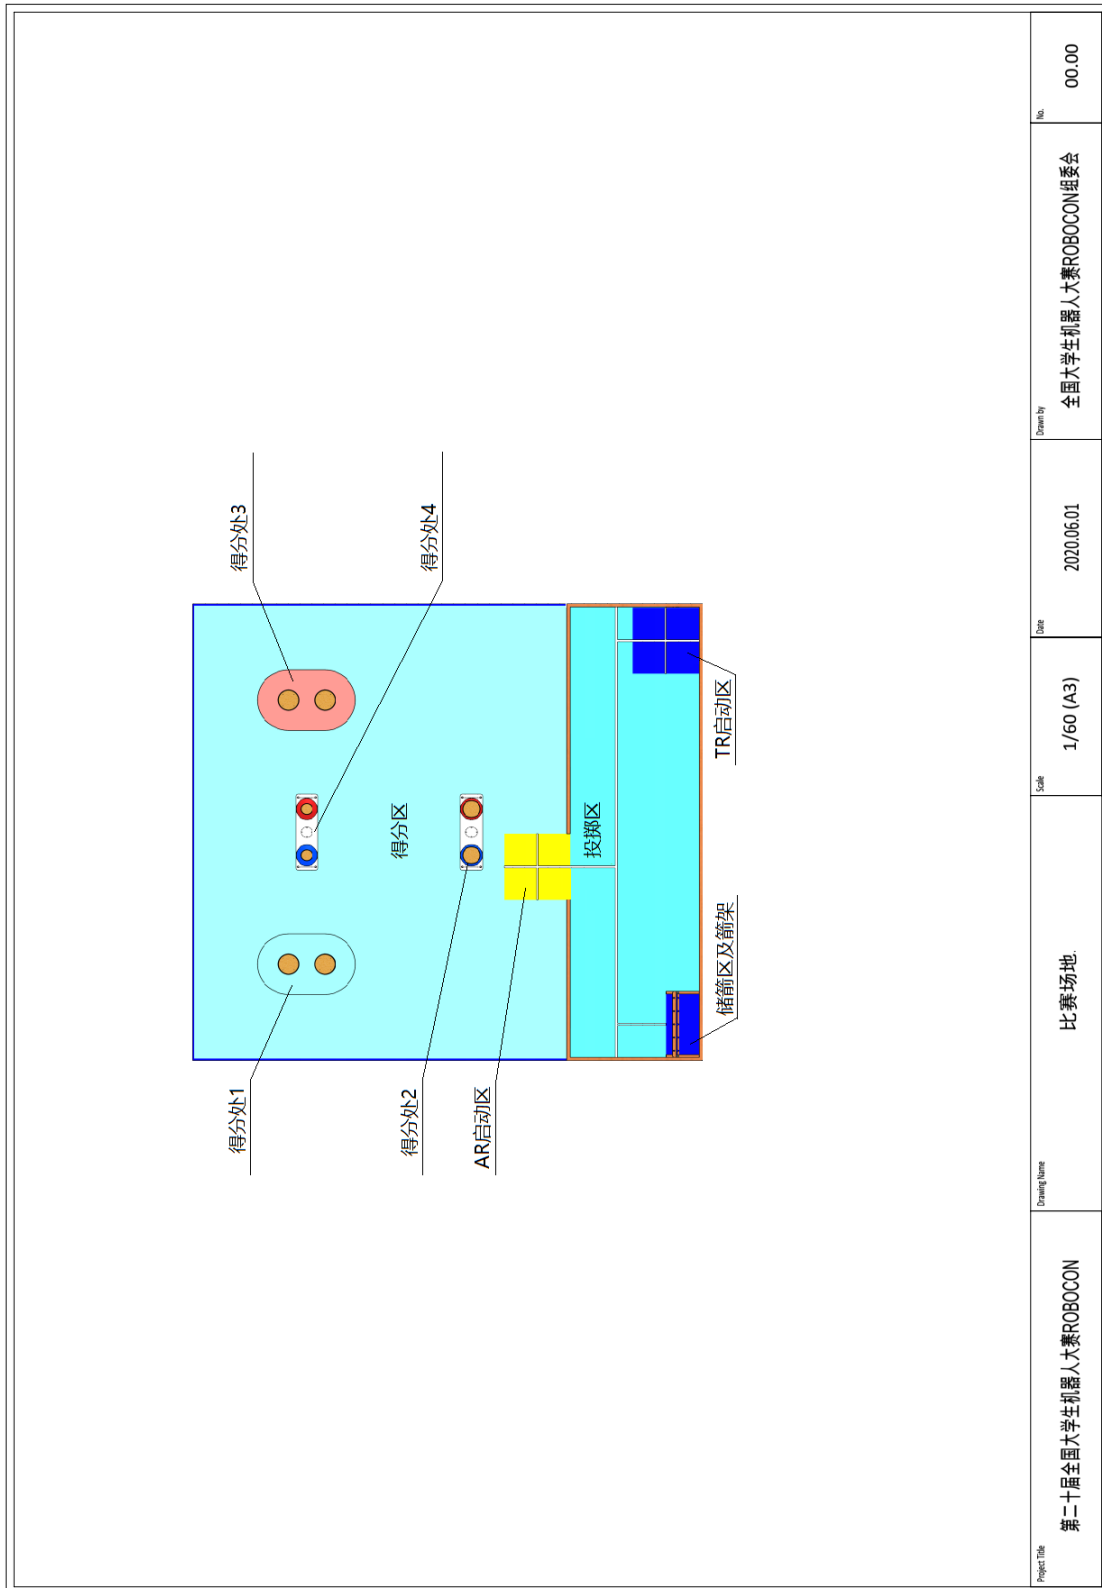 得分处3
得分处4
得分处1
得分处2
AR启动区
得分区
投掷区
TR启动区
储箭区及箭架
Project Title
第二十届全国大学生机器人大赛ROBOCON
Drawing Name
比赛场地.
Scale
1/60 (A3)
Date
2020.06.01
Drawn by
全国大学生机器人大赛ROBOCON组委会
No.
00.00